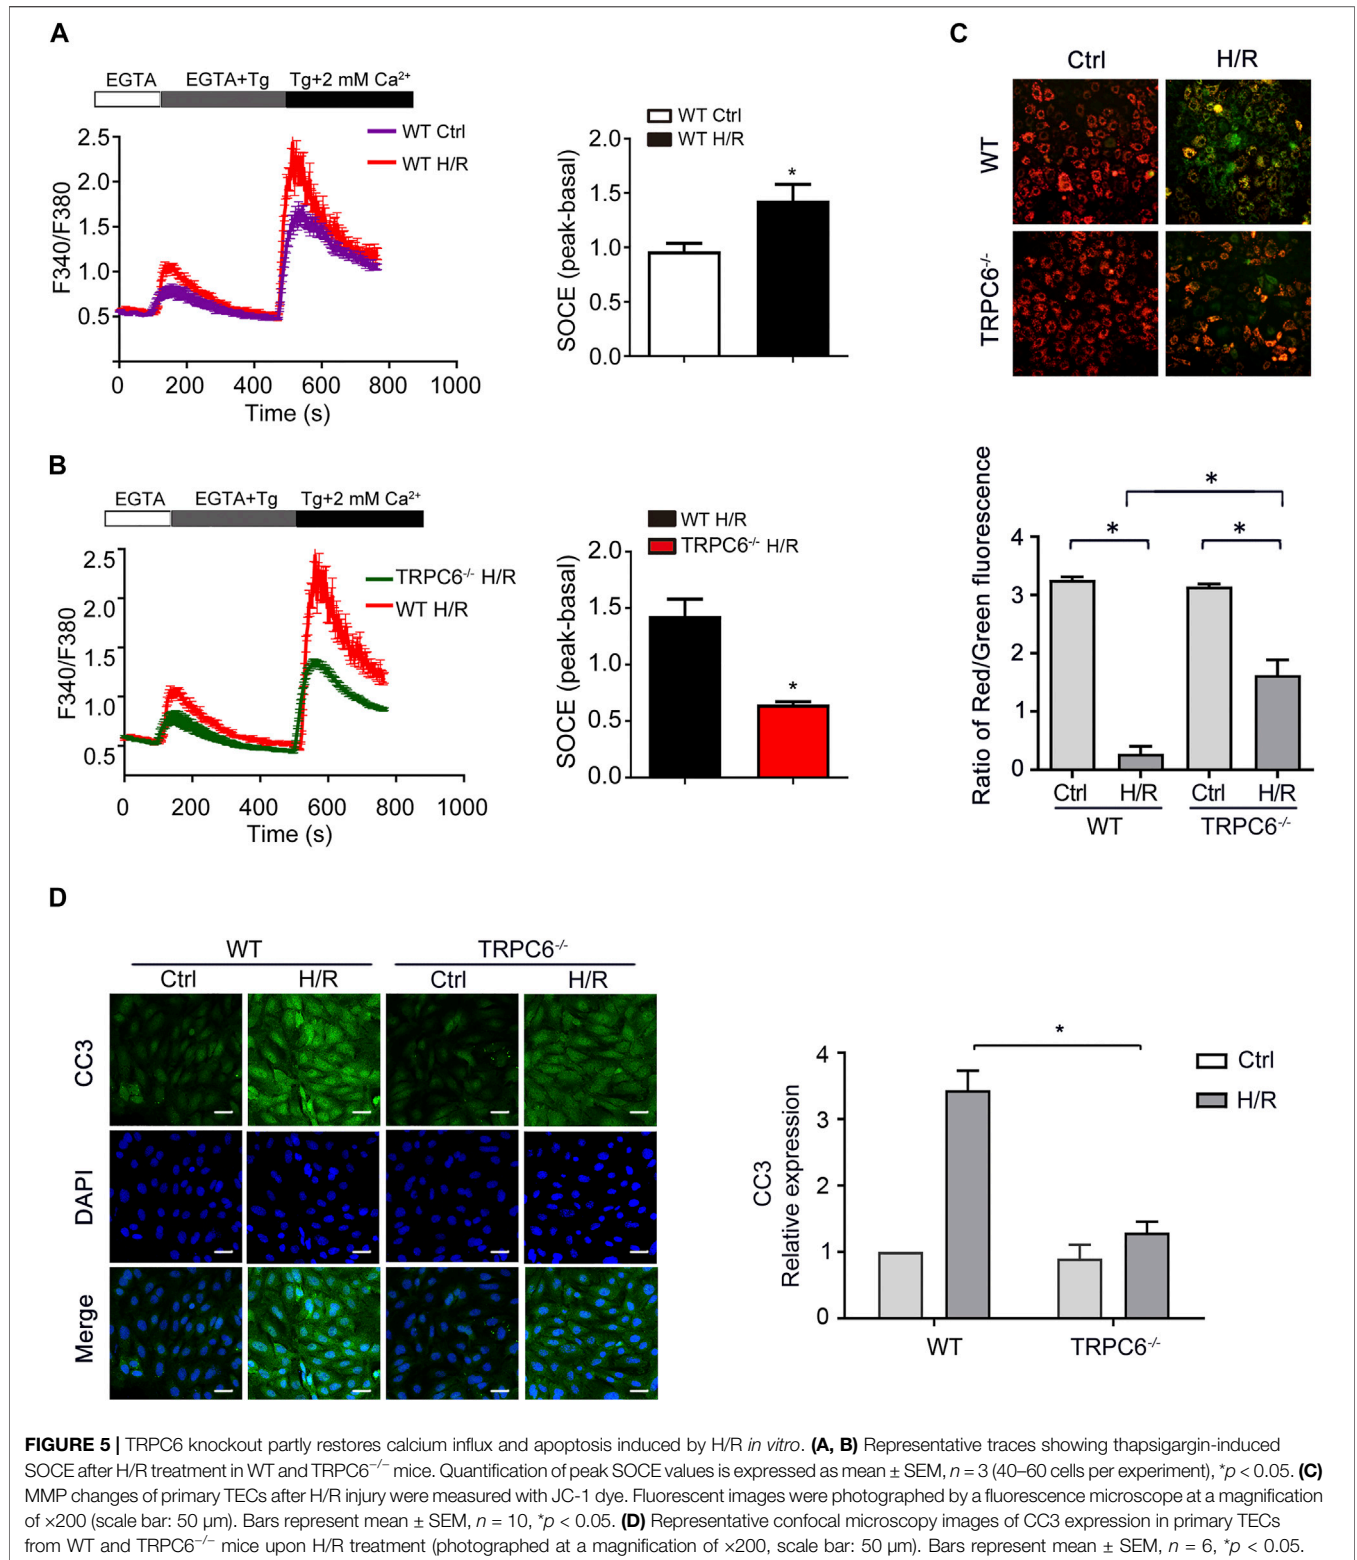 A
EGTA EGTA+Tg Tg+2 mM Ca²⁺
WT Ctrl
WT H/R
F340/F380
2.5
2.0
1.5
1.0
0.5
0 200 400 600 800 1000
Time (s)
WT Ctrl
WT H/R
SOCE (peak-basal)
2.0
1.5
1.0
0.5
0.0
*
C
Ctrl H/R
WT
TRPC6⁻/⁻
B
EGTA EGTA+Tg Tg+2 mM Ca²⁺
TRPC6⁻/⁻ H/R
WT H/R
F340/F380
2.5
2.0
1.5
1.0
0.5
0 200 400 600 800 1000
Time (s)
WT H/R
TRPC6⁻/⁻ H/R
SOCE (peak-basal)
2.0
1.5
1.0
0.5
0.0
*
Ratio of Red/Green fluorescence
*
* *
4
3
2
1
0
Ctrl H/R Ctrl H/R
WT TRPC6⁻/⁻
D
WT TRPC6⁻/⁻
Ctrl H/R Ctrl H/R
CC3
DAPI
Merge
CC3
Relative expression
4
3
2
1
0
*
Ctrl
H/R
WT TRPC6⁻/⁻
FIGURE 5 | TRPC6 knockout partly restores calcium influx and apoptosis induced by H/R in vitro. (A, B) Representative traces showing thapsigargin-induced
SOCE after H/R treatment in WT and TRPC6⁻/⁻ mice. Quantification of peak SOCE values is expressed as mean ± SEM, n = 3 (40–60 cells per experiment), *p < 0.05. (C)
MMP changes of primary TECs after H/R injury were measured with JC-1 dye. Fluorescent images were photographed by a fluorescence microscope at a magnification
of ×200 (scale bar: 50 μm). Bars represent mean ± SEM, n = 10, *p < 0.05. (D) Representative confocal microscopy images of CC3 expression in primary TECs
from WT and TRPC6⁻/⁻ mice upon H/R treatment (photographed at a magnification of ×200, scale bar: 50 μm). Bars represent mean ± SEM, n = 6, *p < 0.05.